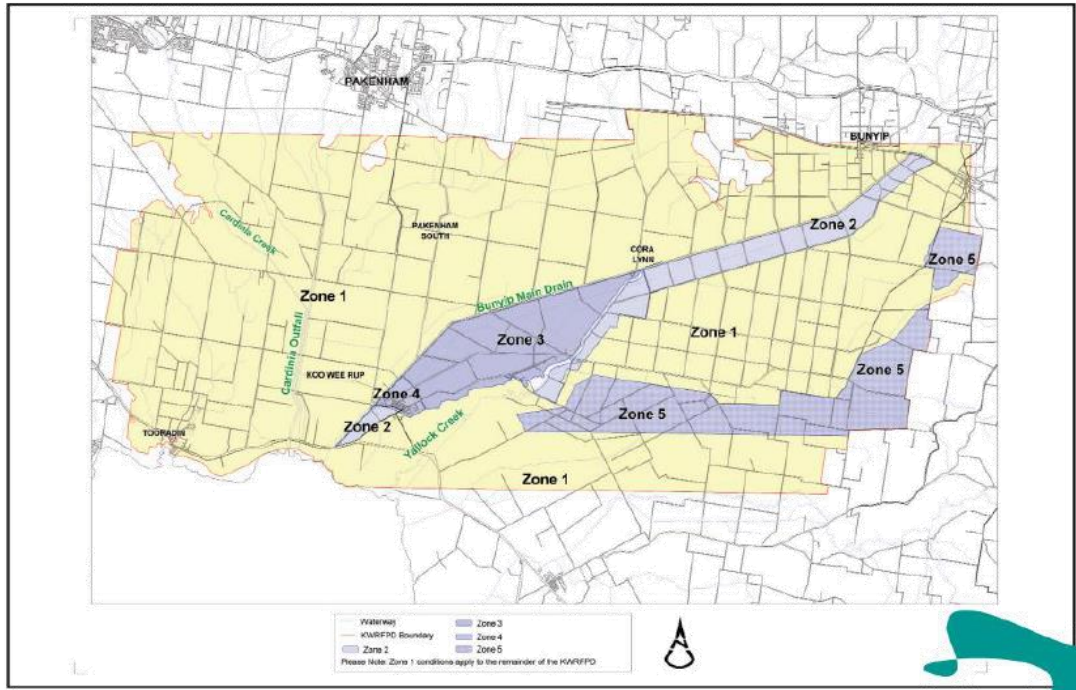 PAKENHAM
BUNYIP
Cardinia Creek
PAKENHAM
SOUTH
Zone 2
CORA
LYNN
Zone 5
Zone 1
Bunyip Main Drain
Cardinia Outfall
Zone 3
Zone 1
Zone 5
KOO WEE RUP
Zone 4
Zone 5
Zone 2
Yallock Creek
TOORADIN
Zone 1
Waterway
KWRFPD Boundary
Zone 2
Zone 3
Zone 4
Zone 5
Please Note: Zone 1 conditions apply to the remainder of the KWRFPD